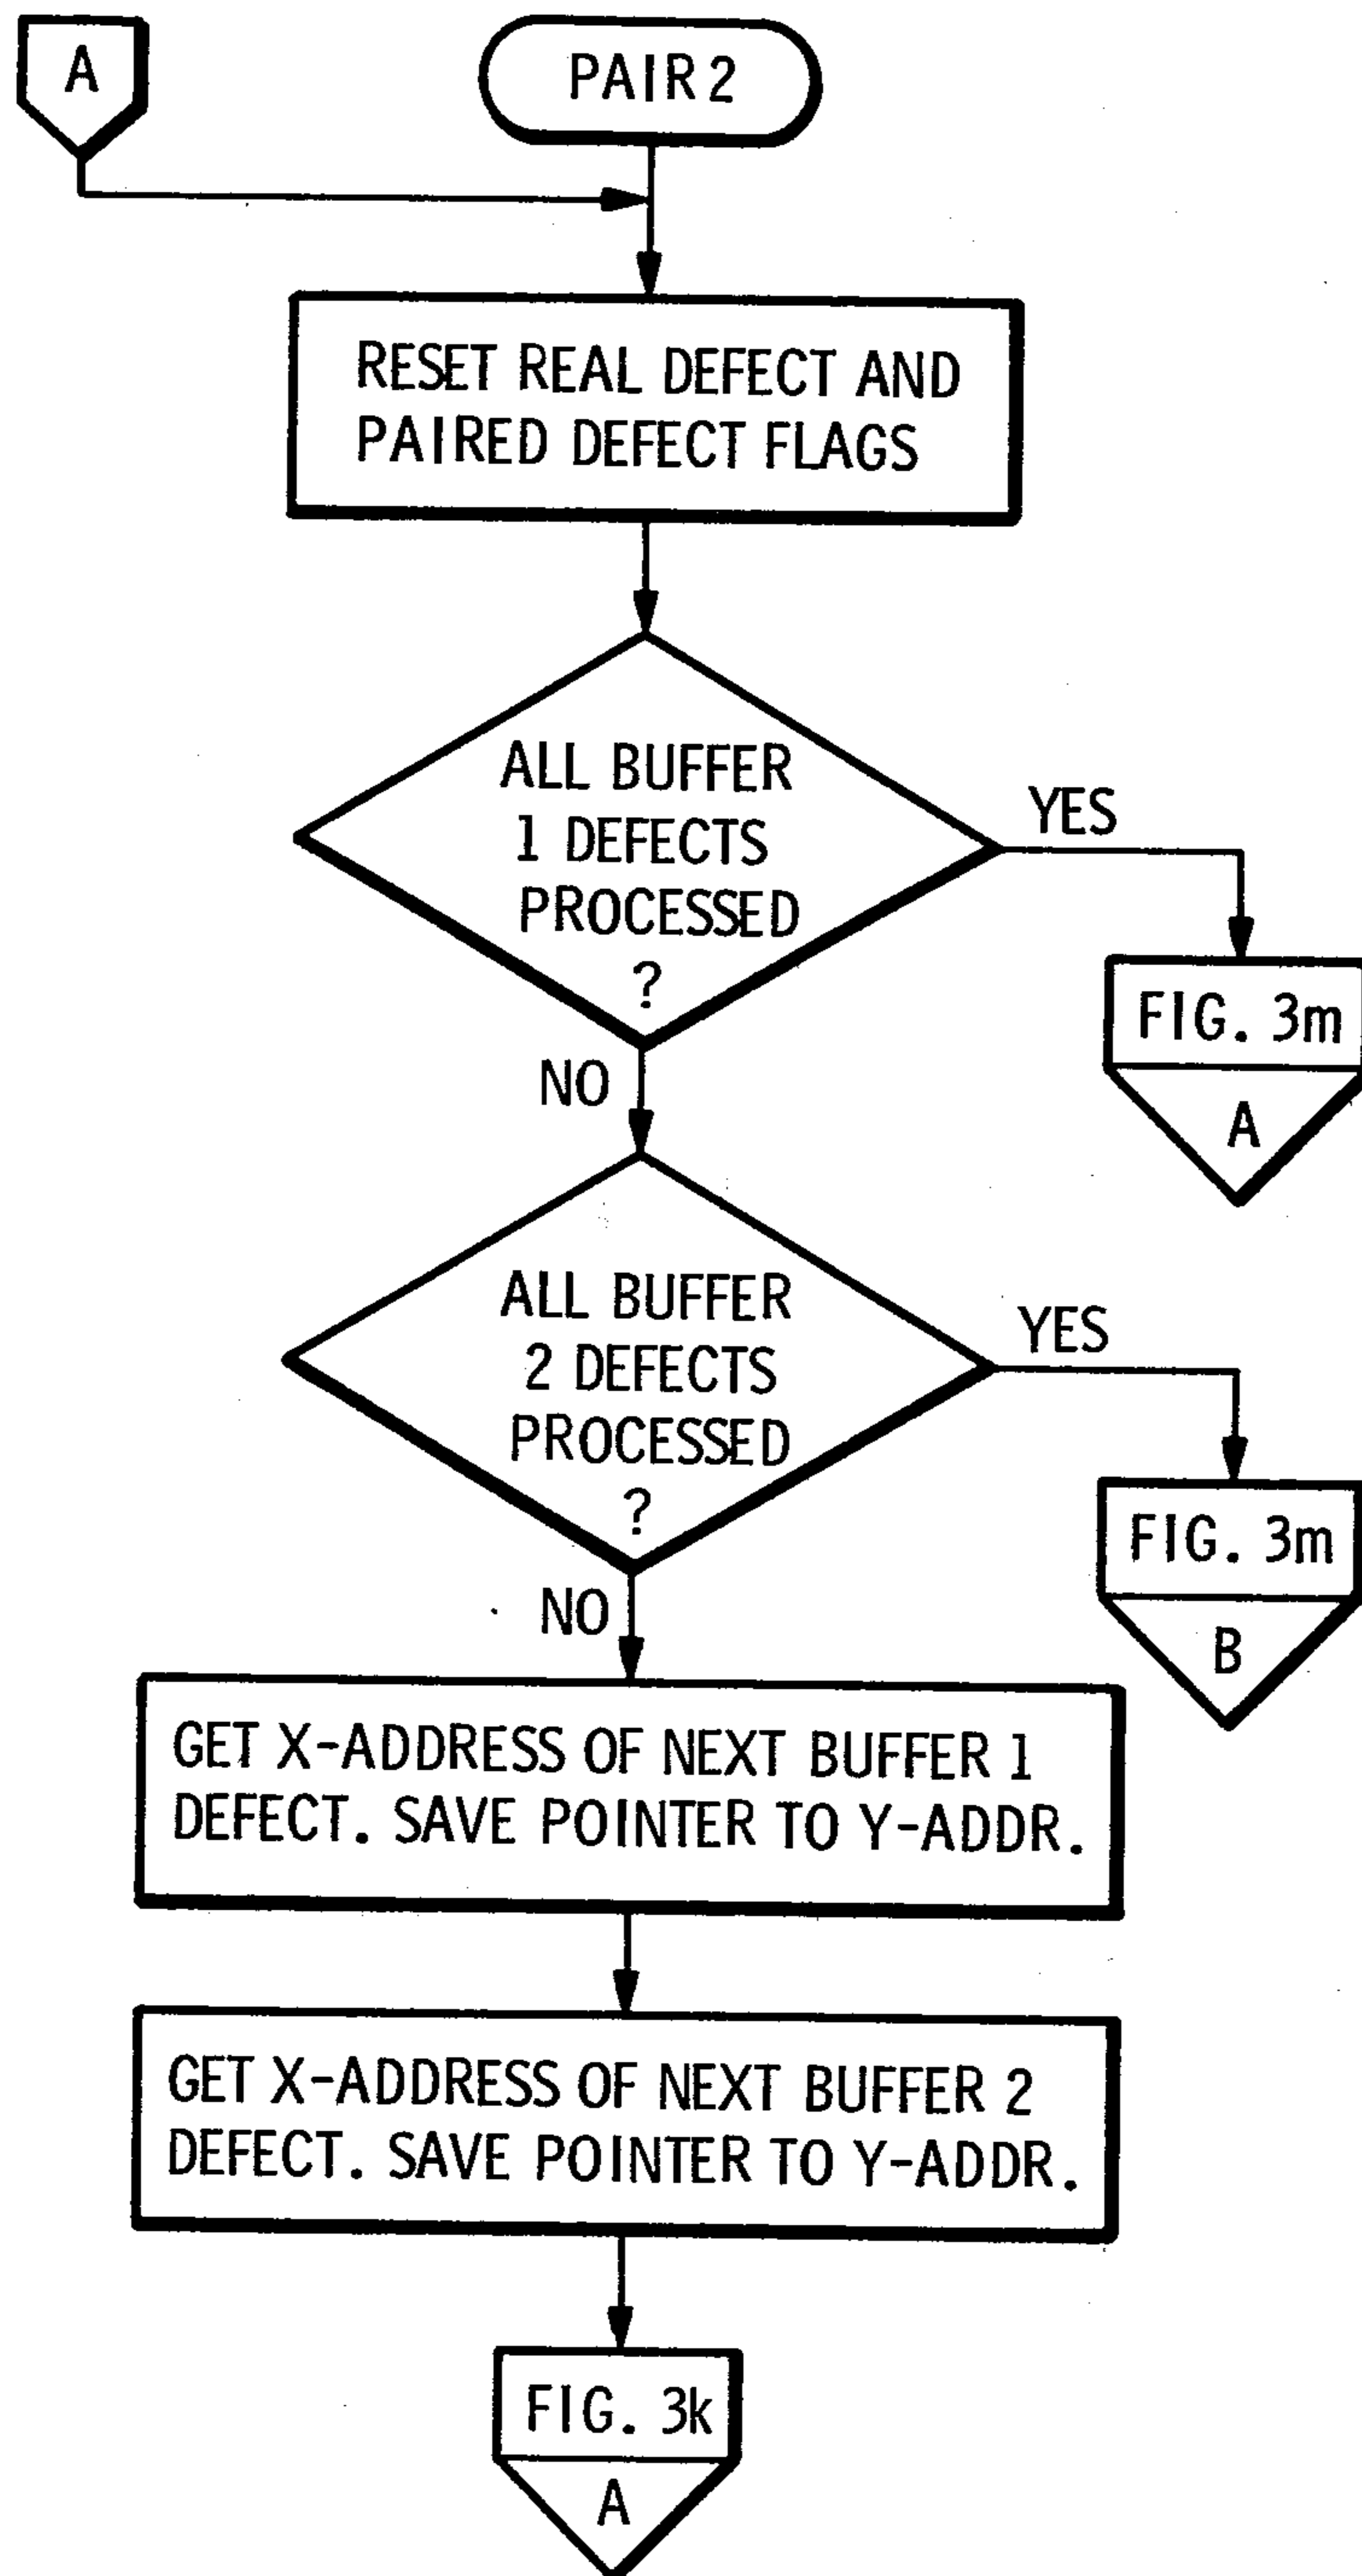 A
PAIR 2
RESET REAL DEFECT AND
PAIRED DEFECT FLAGS
ALL BUFFER
1 DEFECTS
PROCESSED
?
YES
FIG. 3m
A
NO
ALL BUFFER
2 DEFECTS
PROCESSED
?
YES
FIG. 3m
B
NO
GET X-ADDRESS OF NEXT BUFFER 1
DEFECT. SAVE POINTER TO Y-ADDR.
GET X-ADDRESS OF NEXT BUFFER 2
DEFECT. SAVE POINTER TO Y-ADDR.
FIG. 3k
A